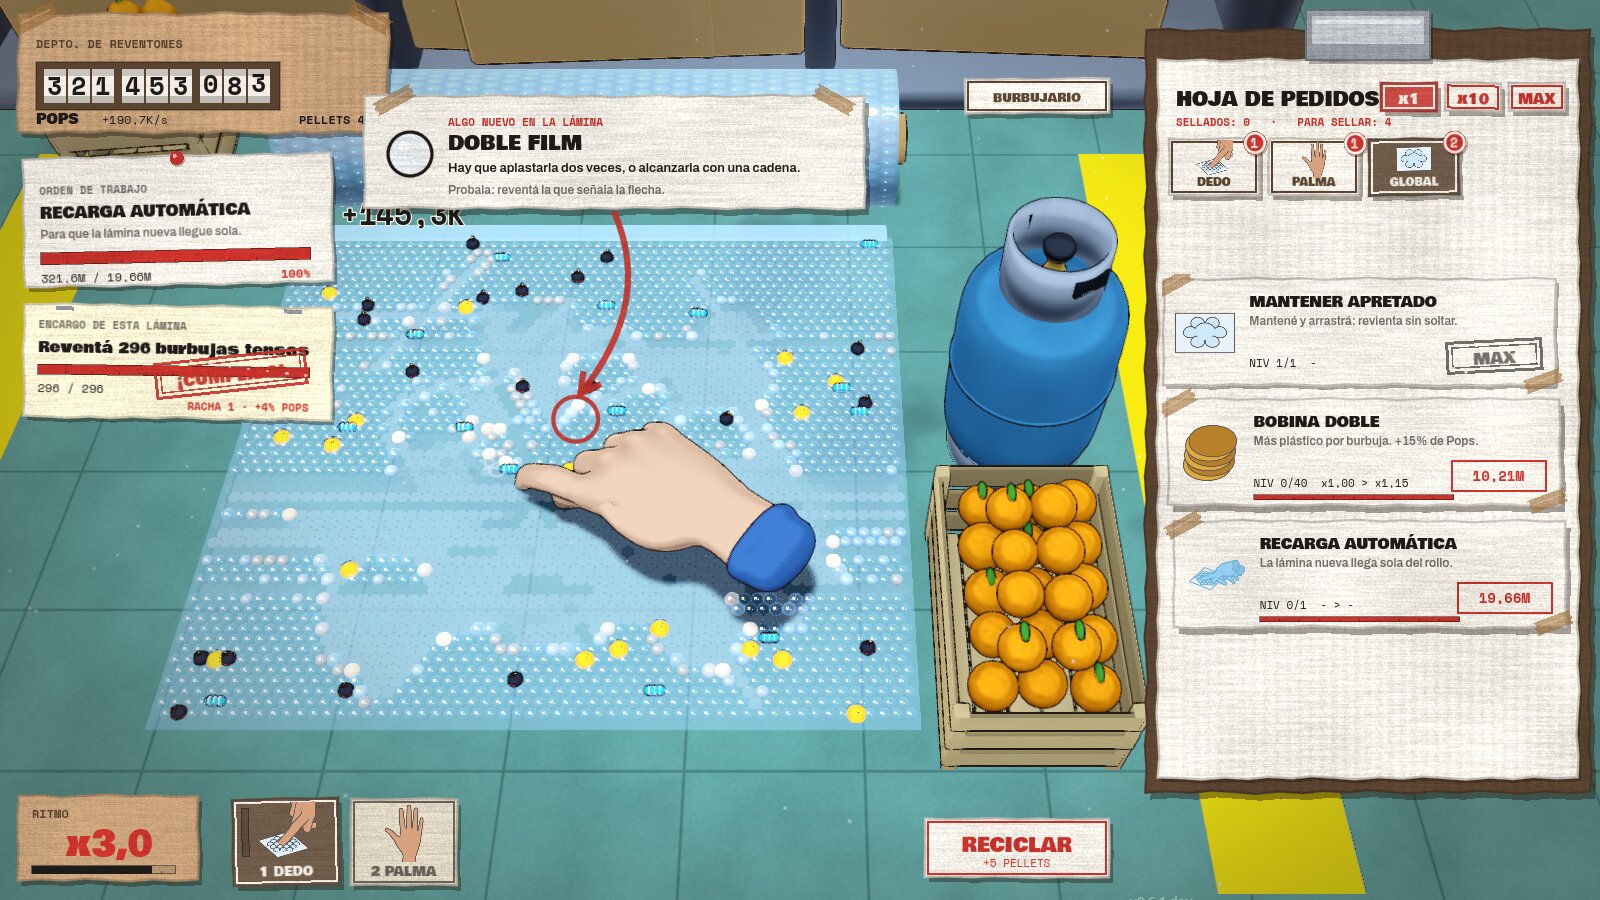 DEPTO. DE REVENTONES
321 453 083
POPS +190,7K/s PELLETS 4
ORDEN DE TRABAJO
RECARGA AUTOMÁTICA
Para que la lámina nueva llegue sola.
321.6M / 19,66M 100%
ENCARGO DE ESTA LÁMINA
Reventá 296 burbujas tensas
296 / 296
RACHA 1 · +4% POPS
ALGO NUEVO EN LA LÁMINA
DOBLE FILM
Hay que aplastarla dos veces, o alcanzarla con una cadena.
Probala: reventá la que señala la flecha.
+145,3K
BURBUJARIO
HOJA DE PEDIDOS x1 x10 MAX
SELLADOS: 0 · PARA SELLAR: 4
1 1 2
DEDO PALMA GLOBAL
MANTENER APRETADO
Mantené y arrastrá: revienta sin soltar.
NIV 1/1 - MAX
BOBINA DOBLE
Más plástico por burbuja. +15% de Pops.
NIV 0/40 x1,00 > x1,15 10,21M
RECARGA AUTOMÁTICA
La lámina nueva llega sola del rollo.
NIV 0/1 - > - 19,66M
RITMO
x3,0
1 DEDO 2 PALMA
RECICLAR
+5 PELLETS